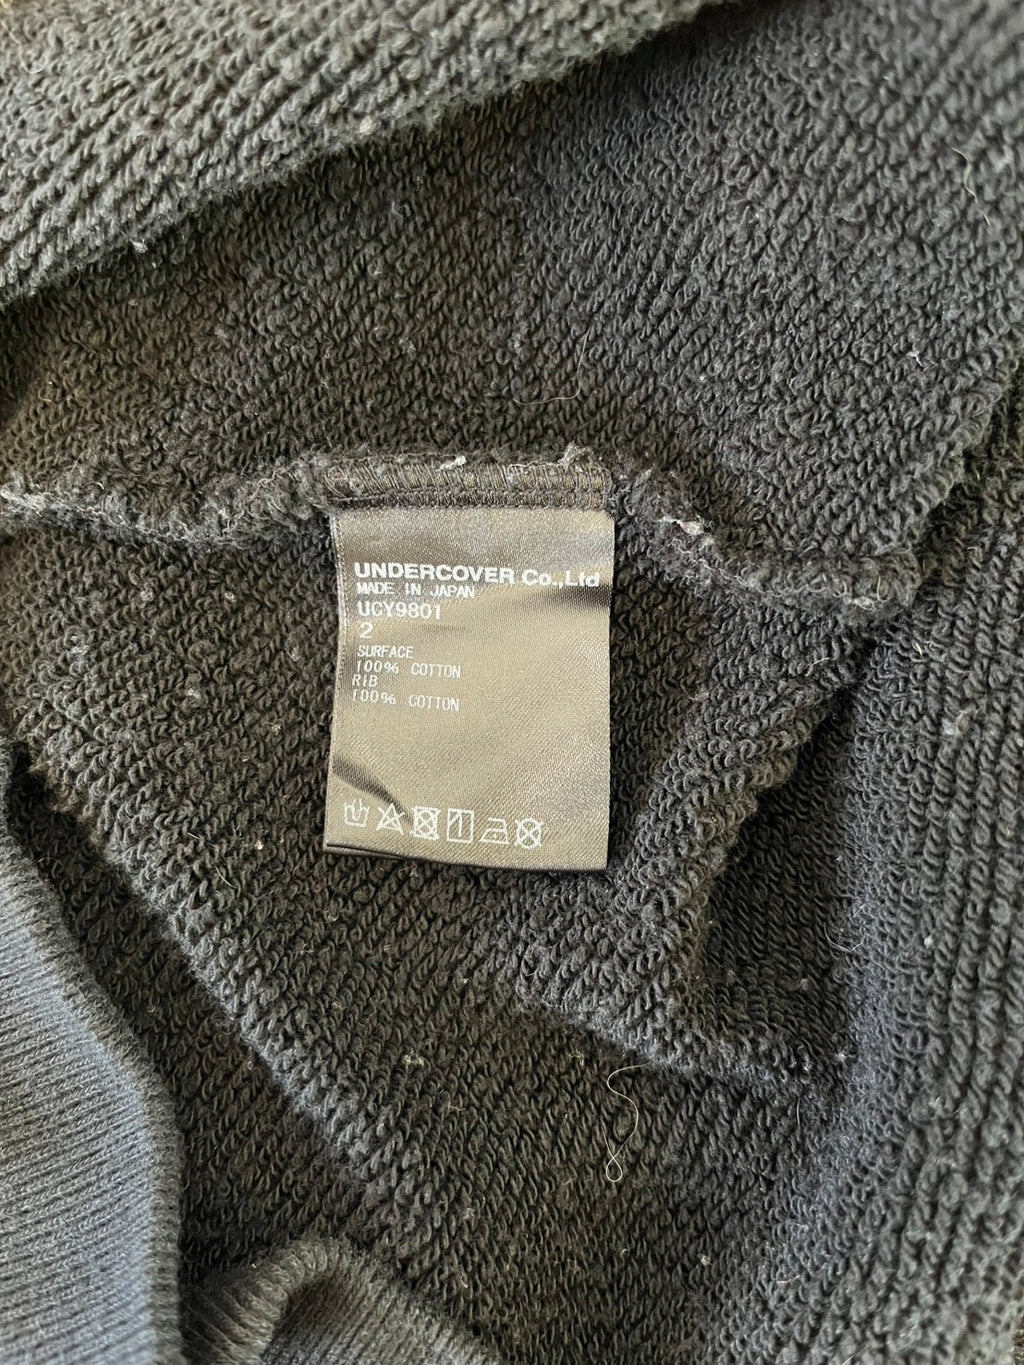 UNDERCOVER Co.,Ltd
MADE IN JAPAN
UCY9801
2
SURFACE
100% COTTON
RIB
100% COTTON